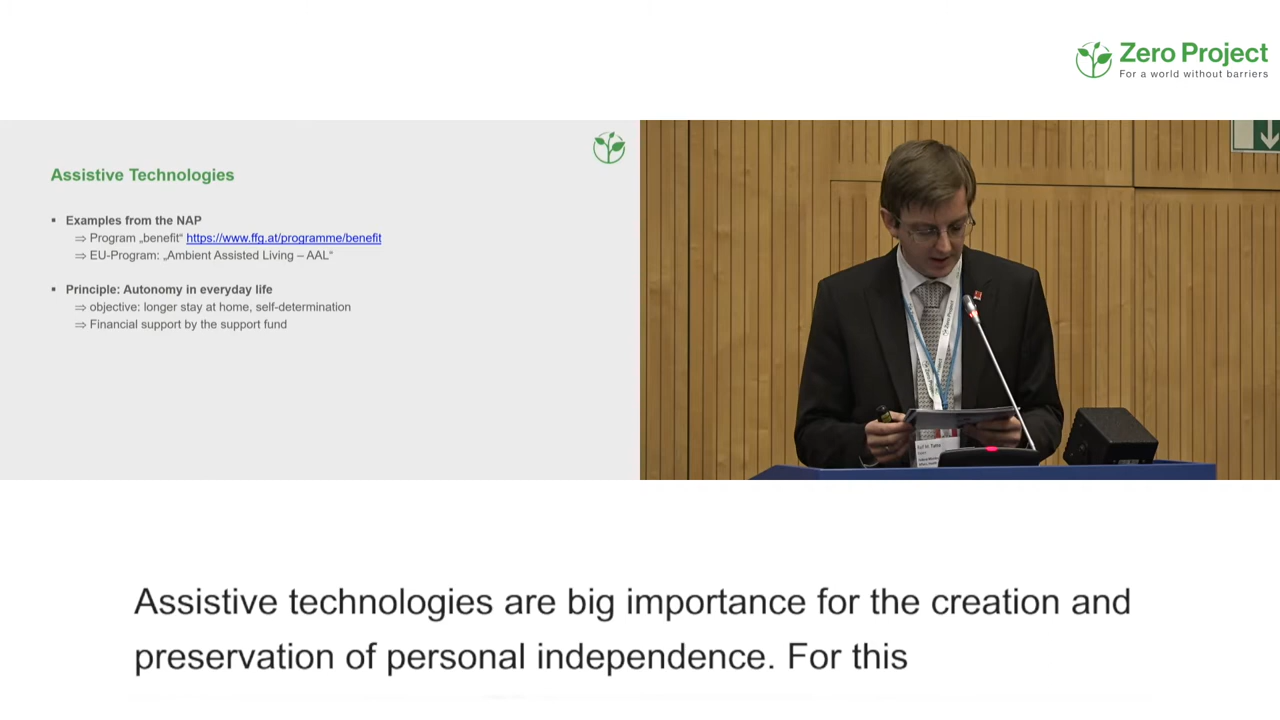 Zero Project
For a world without barriers
Assistive Technologies
▪ Examples from the NAP
⇒ Program „benefit“ https://www.ffg.at/programme/benefit
⇒ EU-Program: „Ambient Assisted Living – AAL“
▪ Principle: Autonomy in everyday life
⇒ objective: longer stay at home, self-determination
⇒ Financial support by the support fund
Assistive technologies are big importance for the creation and
preservation of personal independence. For this